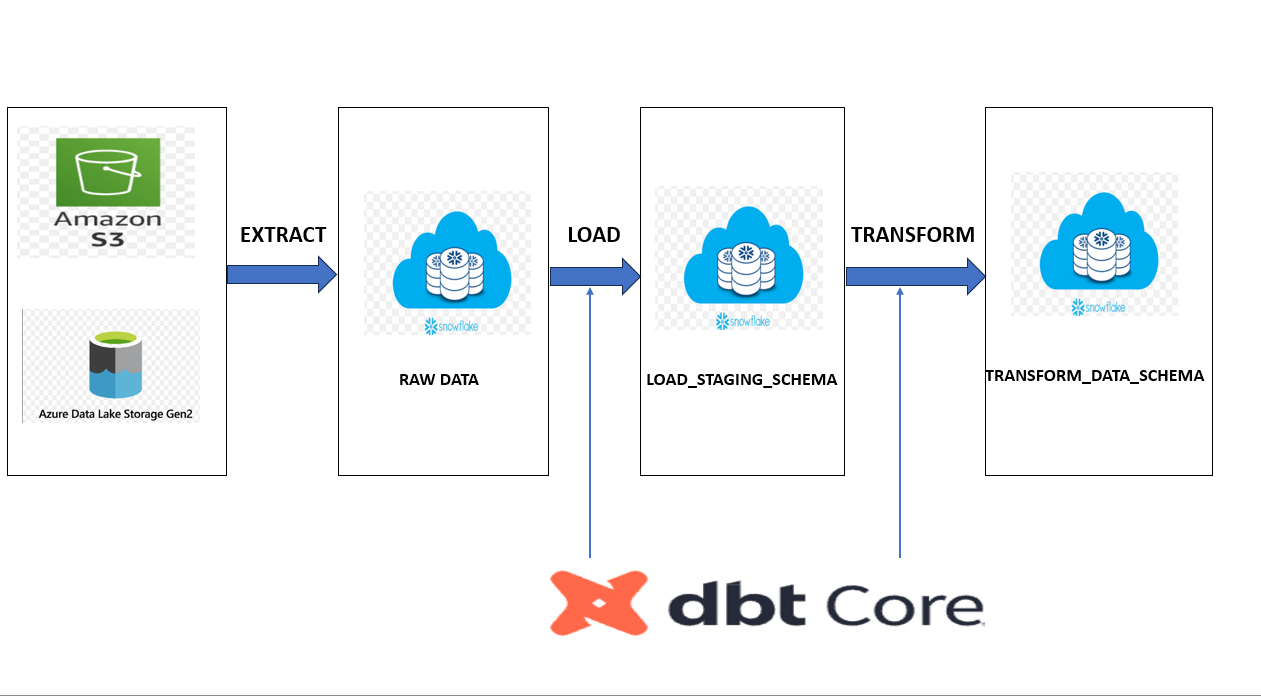 Amazon
S3
Azure Data Lake Storage Gen2
EXTRACT
snowflake
RAW DATA
LOAD
snowflake
LOAD_STAGING_SCHEMA
TRANSFORM
snowflake
TRANSFORM_DATA_SCHEMA
dbt Core